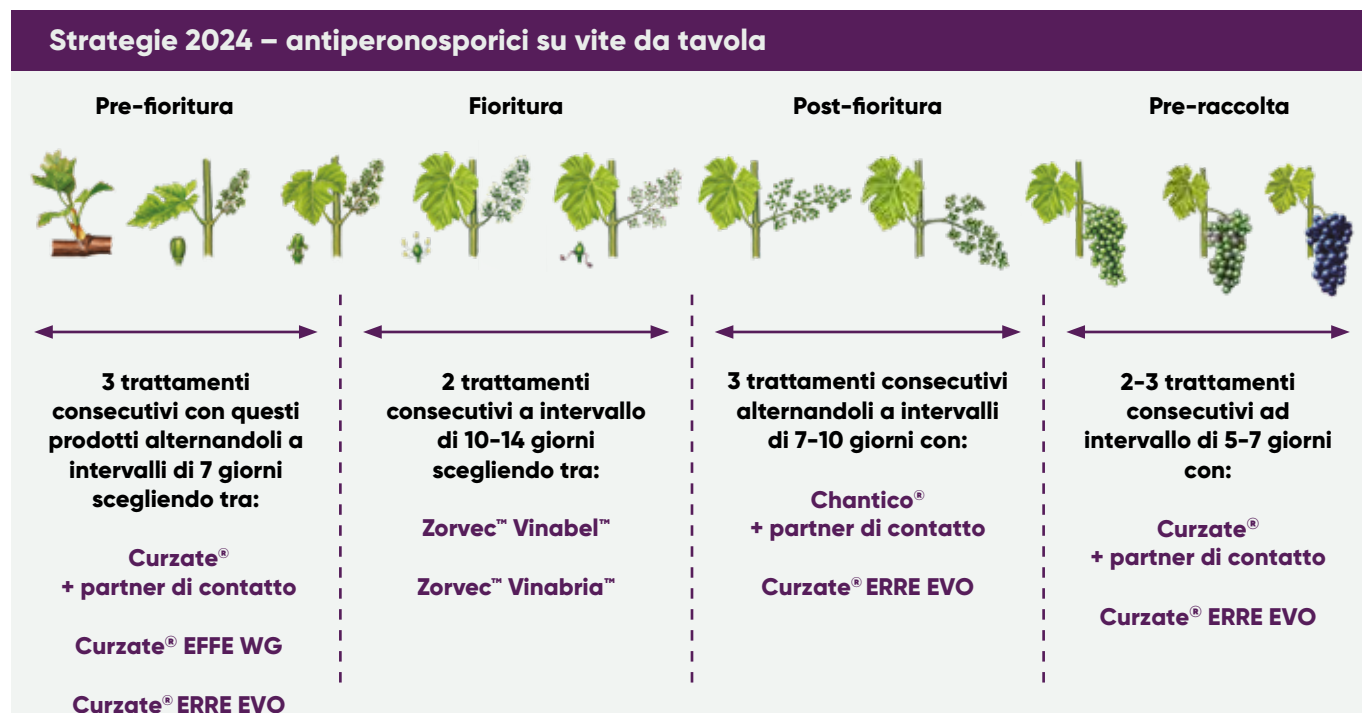 Strategie 2024 – antiperonosporici su vite da tavola
Pre-fioritura
Fioritura
Post-fioritura
Pre-raccolta
3 trattamenti
consecutivi con questi
prodotti alternandoli a
intervalli di 7 giorni
scegliendo tra:
Curzate®
+ partner di contatto
Curzate® EFFE WG
Curzate® ERRE EVO
2 trattamenti
consecutivi a intervallo
di 10-14 giorni
scegliendo tra:
Zorvec™ Vinabel™
Zorvec™ Vinabria™
3 trattamenti consecutivi
alternandoli a intervalli
di 7-10 giorni con:
Chantico®
+ partner di contatto
Curzate® ERRE EVO
2-3 trattamenti
consecutivi ad
intervallo di 5-7 giorni
con:
Curzate®
+ partner di contatto
Curzate® ERRE EVO